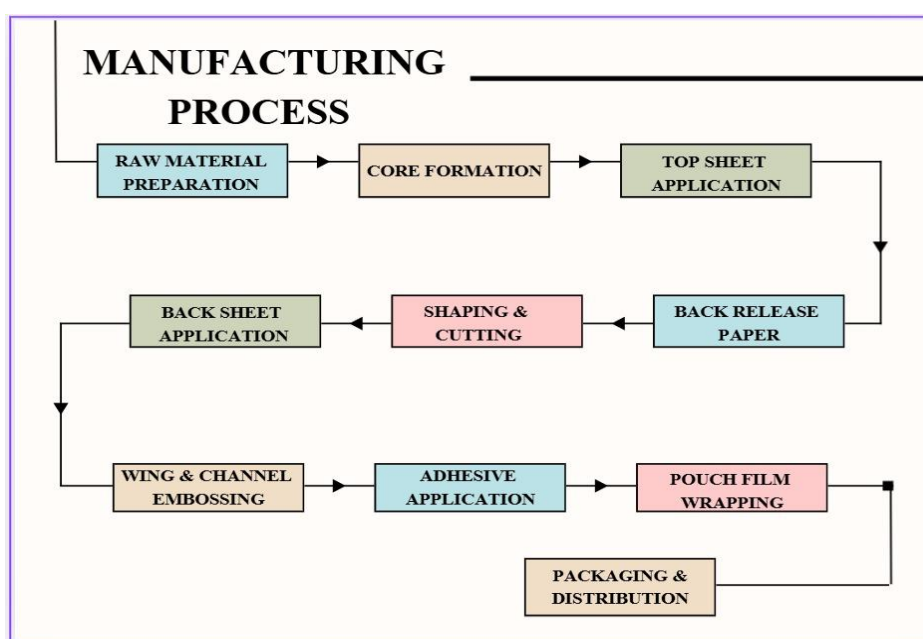 MANUFACTURING
PROCESS
RAW MATERIAL
PREPARATION
CORE FORMATION
TOP SHEET
APPLICATION
BACK SHEET
APPLICATION
SHAPING &
CUTTING
BACK RELEASE
PAPER
WING & CHANNEL
EMBOSSING
ADHESIVE
APPLICATION
POUCH FILM
WRAPPING
PACKAGING &
DISTRIBUTION